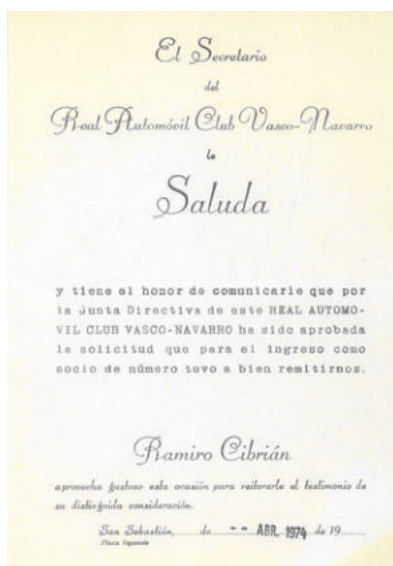 El Secretario
del
Real Automóvil Club Vasco-Navarro
le
Saluda
y tiene el honor de comunicarle que por
la Junta Directiva de este REAL AUTOMO-
VIL CLUB VASCO-NAVARRO ha sido aprobada
la solicitud que para el ingreso como
socio de número tuvo a bien remitirnos.
Ramiro Cibrián
aprovecha gustoso esta ocasión para reiterarle el testimonio de
su distinguida consideración.
San Sebastián, de -- ABR. 1974 de 19
Plaza